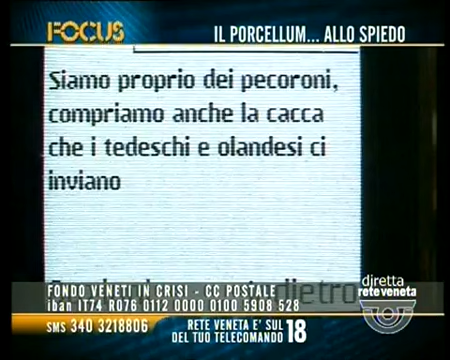 FOCUS
IL PORCELLUM... ALLO SPIEDO
Siamo proprio dei pecoroni,
compriamo anche la cacca
che i tedeschi e olandesi ci
inviano
dietro
diretta
reteveneta
FONDO VENETI IN CRISI - CC POSTALE
iban IT74 R076 0112 0000 0100 5908 528
SMS 340 3218806
RETE VENETA E' SUL
DEL TUO TELECOMANDO 18